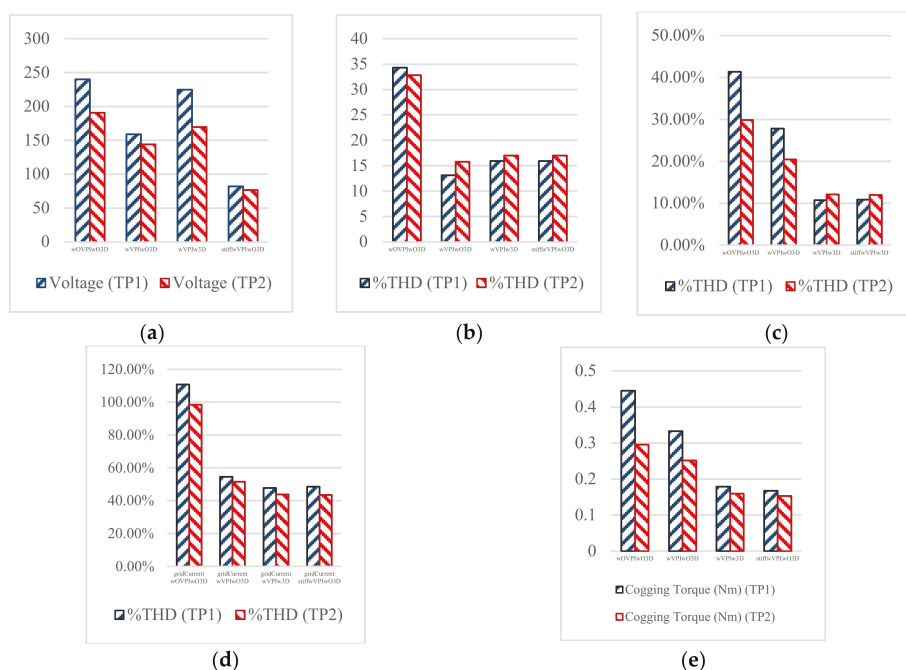 300
250
200
150
100
50
0
wOVPIwO3D wVPIwO3D wVPIw3D stiffwVPIwO3D
Voltage (TP1) Voltage (TP2)
(a)
40
35
30
25
20
15
10
5
0
wOVPIwO3D wVPIwO3D wVPIw3D stiffwVPIwO3D
%THD (TP1) %THD (TP2)
(b)
50.00%
40.00%
30.00%
20.00%
10.00%
0.00%
wOVPIwO3D wVPIwO3D wVPIw3D stiffwVPIw3D
%THD (TP1) %THD (TP2)
(c)
120.00%
100.00%
80.00%
60.00%
40.00%
20.00%
0.00%
gridCurrent gridCurrent gridCurrent gridCurrent
wOVPIwO3D wVPIwO3D wVPIw3D stiffwVPIwO3D
%THD (TP1) %THD (TP2)
(d)
0.5
0.4
0.3
0.2
0.1
0
wOVPIwO3D wVPIwO3D wVPIw3D stiffwVPIwO3D
Cogging Torque (Nm) (TP1)
Cogging Torque (Nm) (TP2)
(e)